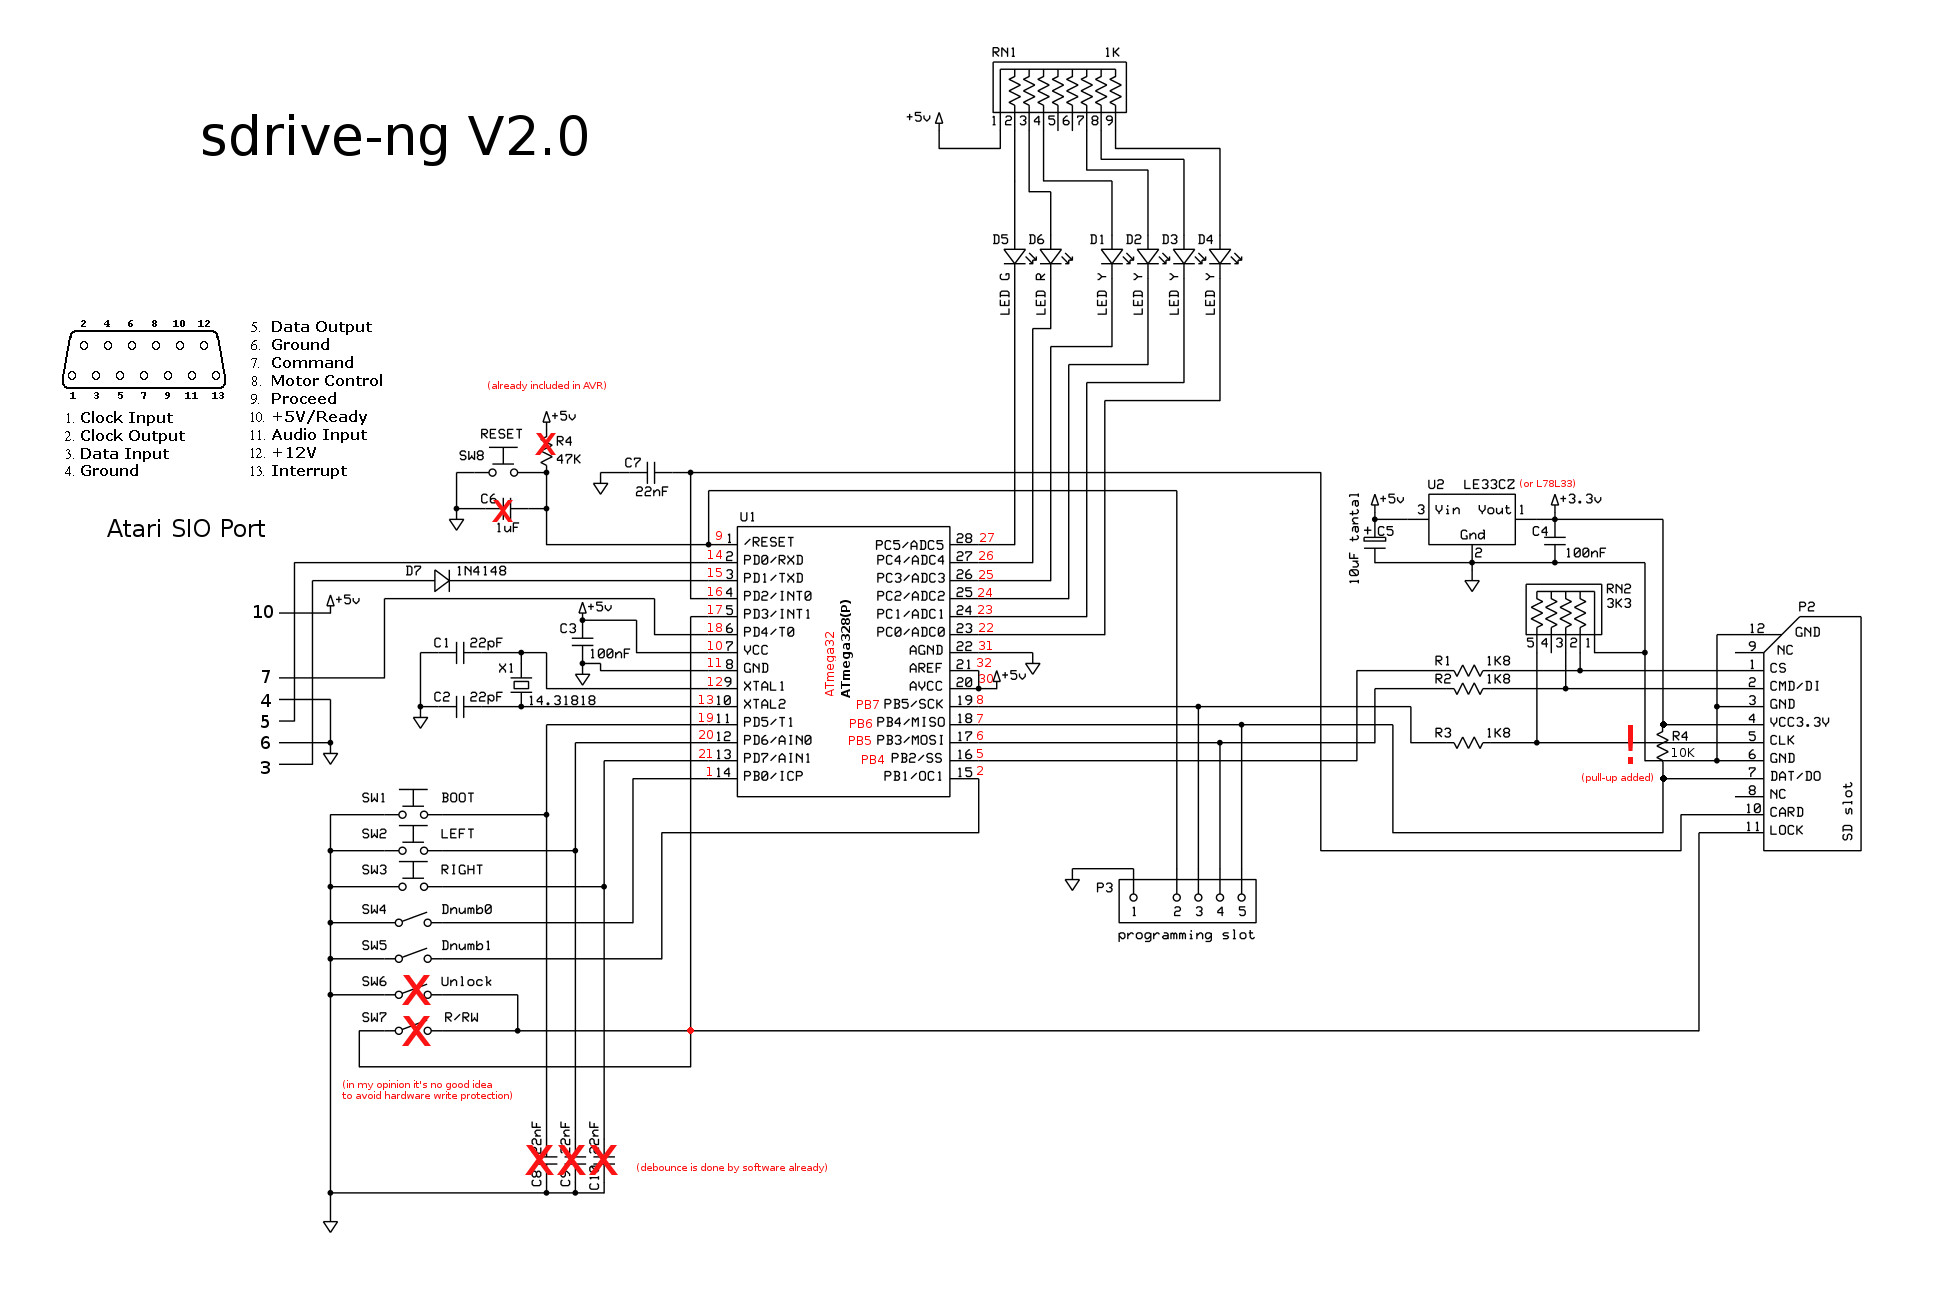 sdrive-ng V2.0
RN1 1K
+5v
1 2 3 4 5 6 7 8 9
D5 D6 D1 D2 D3 D4
LED G
LED R
LED Y
LED Y
LED Y
LED Y
2 4 6 8 10 12
1 3 5 7 9 11 13
1. Clock Input
2. Clock Output
3. Data Input
4. Ground
5. Data Output
6. Ground
7. Command
8. Motor Control
9. Proceed
10. +5V/Ready
11. Audio Input
12. +12V
13. Interrupt
Atari SIO Port
(already included in AVR)
+5v
RESET
SW8
R4
47K
C6
1uF
C7
22nF
D7 1N4148
10
+5v
7
4
5
6
3
C1 22pF
C2 22pF
X1
14.31818
+5v
C3
100nF
U1
ATmega32
ATmega328(P)
9 1 /RESET
14 2 PD0/RXD
15 3 PD1/TXD
16 4 PD2/INT0
17 5 PD3/INT1
18 6 PD4/T0
10 7 VCC
11 8 GND
12 9 XTAL1
13 10 XTAL2
19 11 PD5/T1
20 12 PD6/AIN0
21 13 PD7/AIN1
1 14 PB0/ICP
PC5/ADC5 28 27
PC4/ADC4 27 26
PC3/ADC3 26 25
PC2/ADC2 25 24
PC1/ADC1 24 23
PC0/ADC0 23 22
AGND 22 31
AREF 21 32
AVCC 20 30
+5v
PB7 PB5/SCK 19 8
PB6 PB4/MISO 18 7
PB5 PB3/MOSI 17 6
PB4 PB2/SS 16 5
PB1/OC1 15 2
U2 LE33CZ (or L78L33)
+5v
3 Vin Vout 1
Gnd
2
+3.3v
+ C5
10uF tantal
C4
100nF
RN2
3K3
5 4 3 2 1
R1 1K8
R2 1K8
R3 1K8
!
R4
10K
(pull-up added)
P2
12 GND
9 NC
1 CS
2 CMD/DI
3 GND
4 VCC3.3V
5 CLK
6 GND
7 DAT/DO
8 NC
10 CARD
11 LOCK
SD slot
SW1 BOOT
SW2 LEFT
SW3 RIGHT
SW4 Dnumb0
SW5 Dnumb1
SW6 Unlock
SW7 R/RW
(in my opinion it's no good idea
to avoid hardware write protection)
P3
1 2 3 4 5
programming slot
C8 22nF
C9 22nF
C10 22nF
(debounce is done by software already)